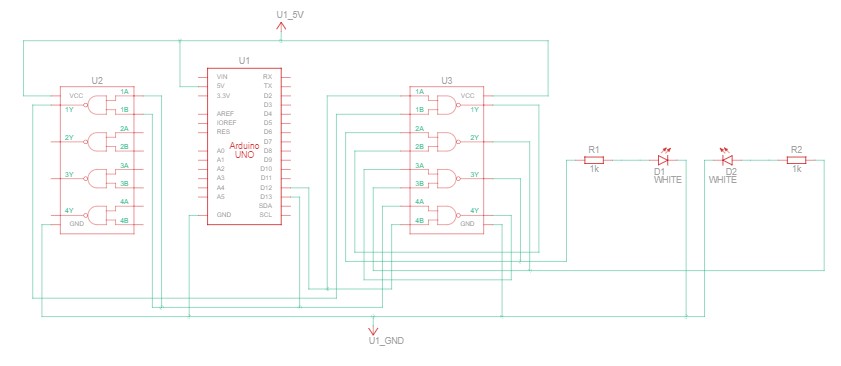 U1_5V
U1
U2
U3
VIN
5V
3.3V
AREF
IOREF
RES
A0
A1
A2
A3
A4
A5
GND
Arduino
UNO
RX
TX
D2
D3
D4
D5
D6
D7
D8
D9
D10
D11
D12
D13
SDA
SCL
VCC
1Y
2Y
3Y
4Y
GND
1A
1B
2A
2B
3A
3B
4A
4B
1A
1B
2A
2B
3A
3B
4A
4B
VCC
1Y
2Y
3Y
4Y
GND
R1
1k
D1
WHITE
D2
WHITE
R2
1k
U1_GND